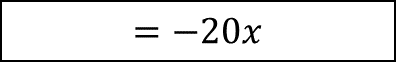 = −20x